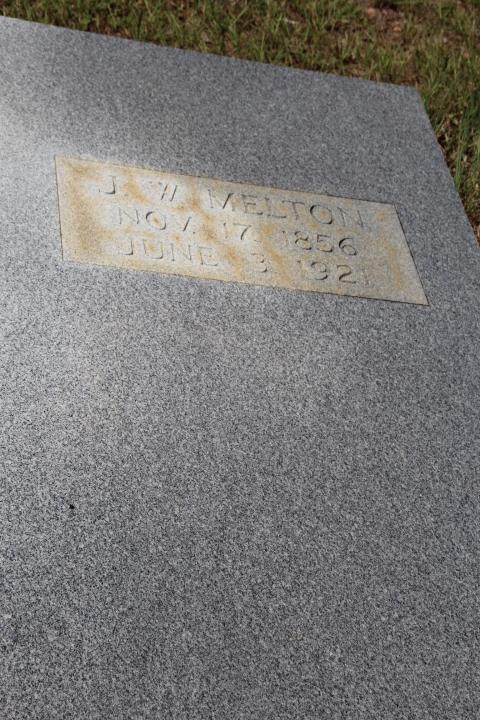 J. W. MELTON
NOV. 17, 1856
JUNE 3, 1921